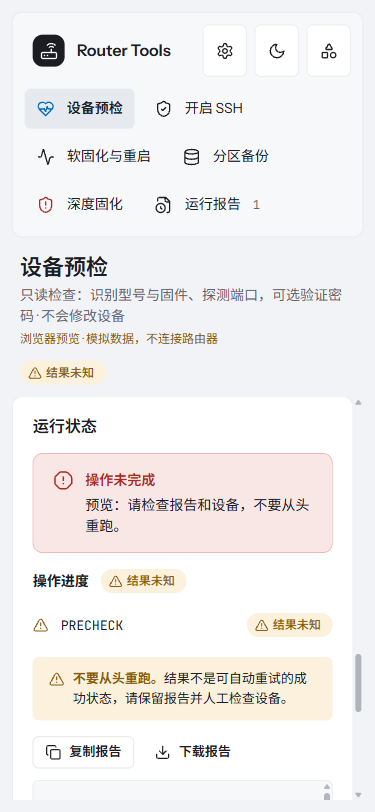 Router Tools
设备预检
开启 SSH
软固化与重启
分区备份
深度固化
运行报告 1
设备预检
只读检查：识别型号与固件、探测端口，可选验证密
码·不会修改设备
浏览器预览·模拟数据，不连接路由器
结果未知
运行状态
操作未完成
预览：请检查报告和设备，不要从头
重跑。
操作进度 结果未知
PRECHECK 结果未知
不要从头重跑。结果不是可自动重试的成
功状态，请保留报告并人工检查设备。
复制报告 下载报告